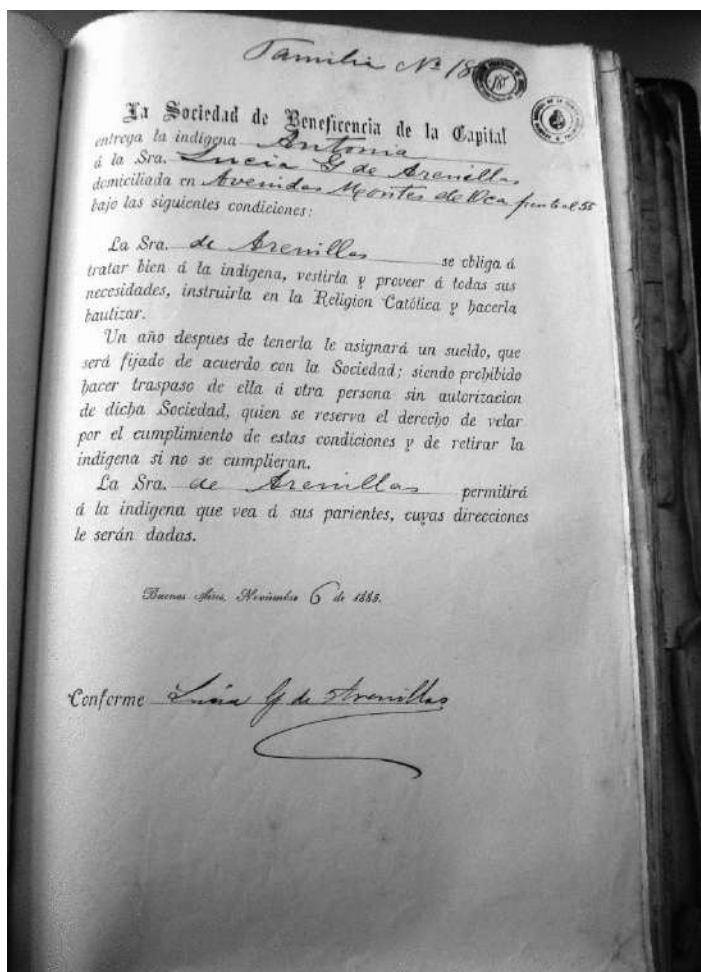 Familia Nº 18
185
La Sociedad de Beneficencia de la Capital
entrega la indígena Antonia
á la Sra. Lucia G de Arenillas
domiciliada en Avenidas Montes de Oca frente al 55
bajo las siguientes condiciones:
La Sra. de Arenillas se obliga á
tratar bien á la indígena, vestirla y proveer á todas sus
necesidades, instruirla en la Religion Católica y hacerla
bautizar.
Un año despues de tenerla le asignará un sueldo, que
será fijado de acuerdo con la Sociedad; siendo prohibido
hacer traspaso de ella á otra persona sin autorizacion
de dicha Sociedad, quien se reserva el derecho de velar
por el cumplimiento de estas condiciones y de retirar la
indígena si no se cumplieran.
La Sra. de Arenillas permitirá
á la indígena que vea á sus parientes, cuyas direcciones
le serán dadas.
Buenos Aires, Noviembre 6 de 1885.
Conforme Lucia G de Arenillas